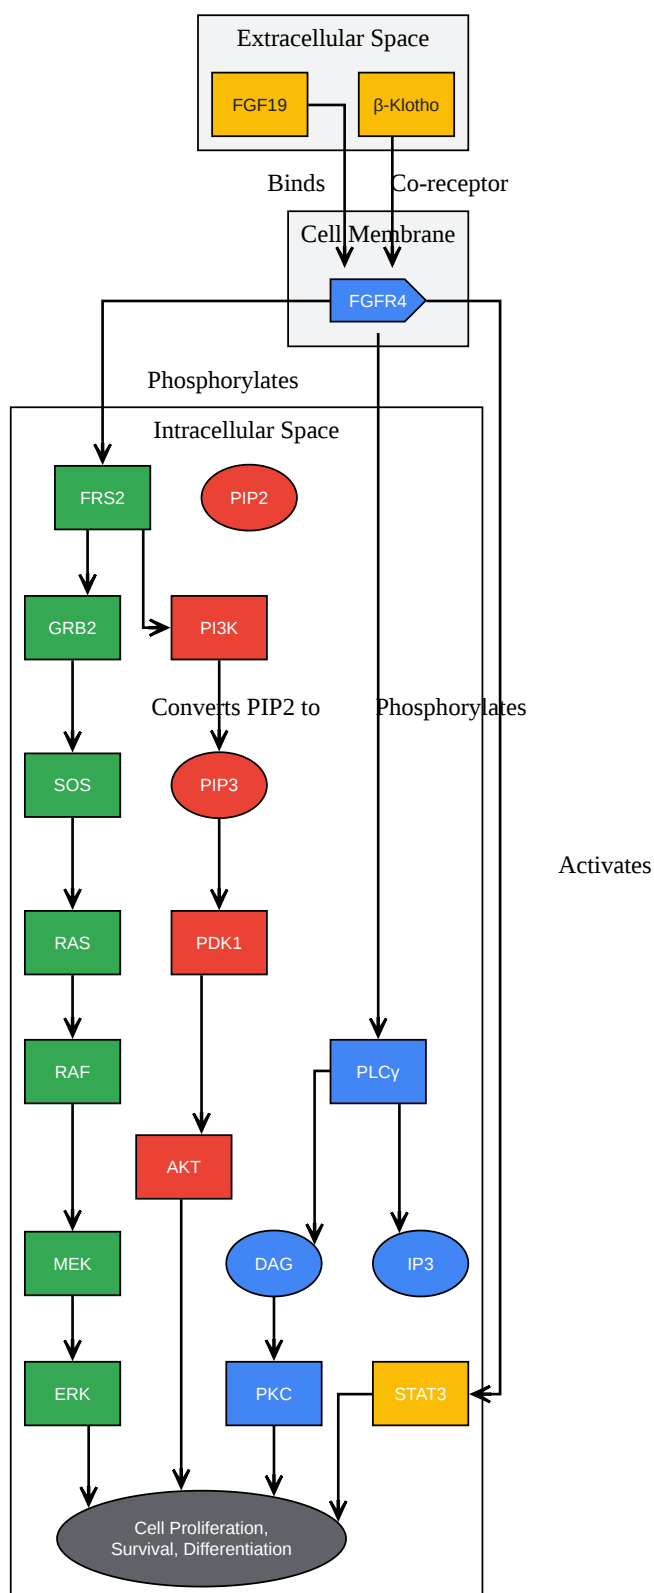 Extracellular Space
FGF19
β-Klotho
Binds
Co-receptor
Cell Membrane
FGFR4
Phosphorylates
Intracellular Space
FRS2
PIP2
GRB2
PI3K
Converts PIP2 to
Phosphorylates
SOS
PIP3
Activates
RAS
PDK1
RAF
PLCγ
AKT
MEK
DAG
IP3
ERK
PKC
STAT3
Cell Proliferation,
Survival, Differentiation